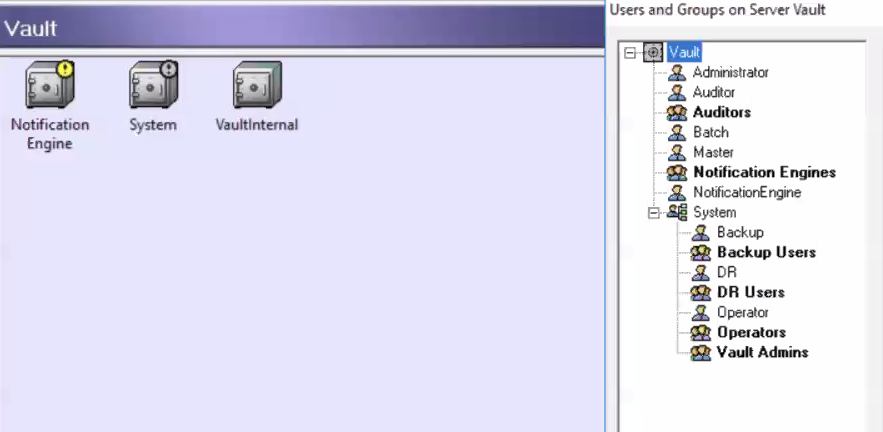 Vault
Notification
Engine
System
VaultInternal
Users and Groups on Server Vault
Vault
Administrator
Auditor
Auditors
Batch
Master
Notification Engines
NotificationEngine
System
Backup
Backup Users
DR
DR Users
Operator
Operators
Vault Admins